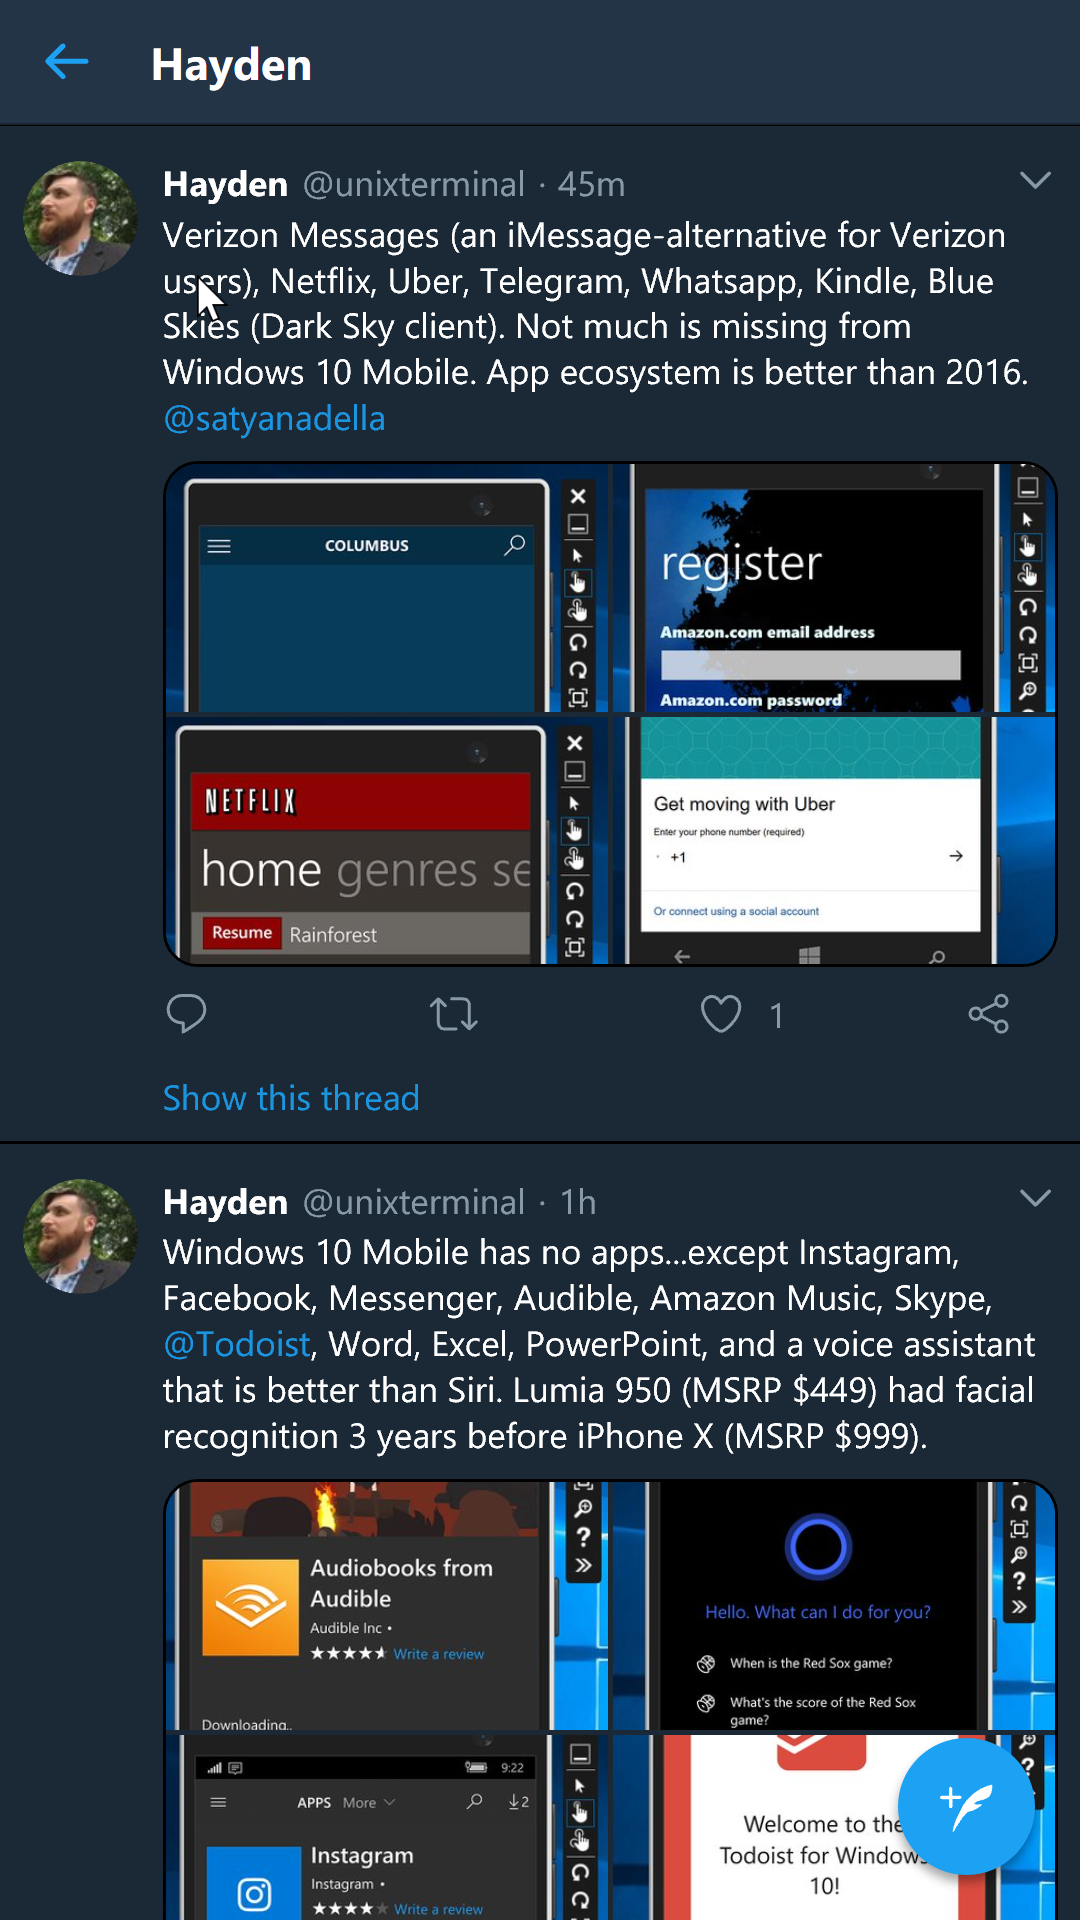 Hayden
Hayden @unixterminal · 45m
Verizon Messages (an iMessage-alternative for Verizon
users), Netflix, Uber, Telegram, Whatsapp, Kindle, Blue
Skies (Dark Sky client). Not much is missing from
Windows 10 Mobile. App ecosystem is better than 2016.
@satyanadella
COLUMBUS
register
Amazon.com email address
Amazon.com password
NETFLIX
home genres se
Resume Rainforest
Get moving with Uber
Enter your phone number (required)
+1
Or connect using a social account
1
Show this thread
Hayden @unixterminal · 1h
Windows 10 Mobile has no apps...except Instagram,
Facebook, Messenger, Audible, Amazon Music, Skype,
@Todoist, Word, Excel, PowerPoint, and a voice assistant
that is better than Siri. Lumia 950 (MSRP $449) had facial
recognition 3 years before iPhone X (MSRP $999).
Audiobooks from
Audible
Audible Inc •
Write a review
Downloading..
Hello. What can I do for you?
When is the Red Sox game?
What's the score of the Red Sox
game?
9:22
APPS More
2
Instagram
Instagram •
Write a review
Welcome to the
Todoist for Windows
10!